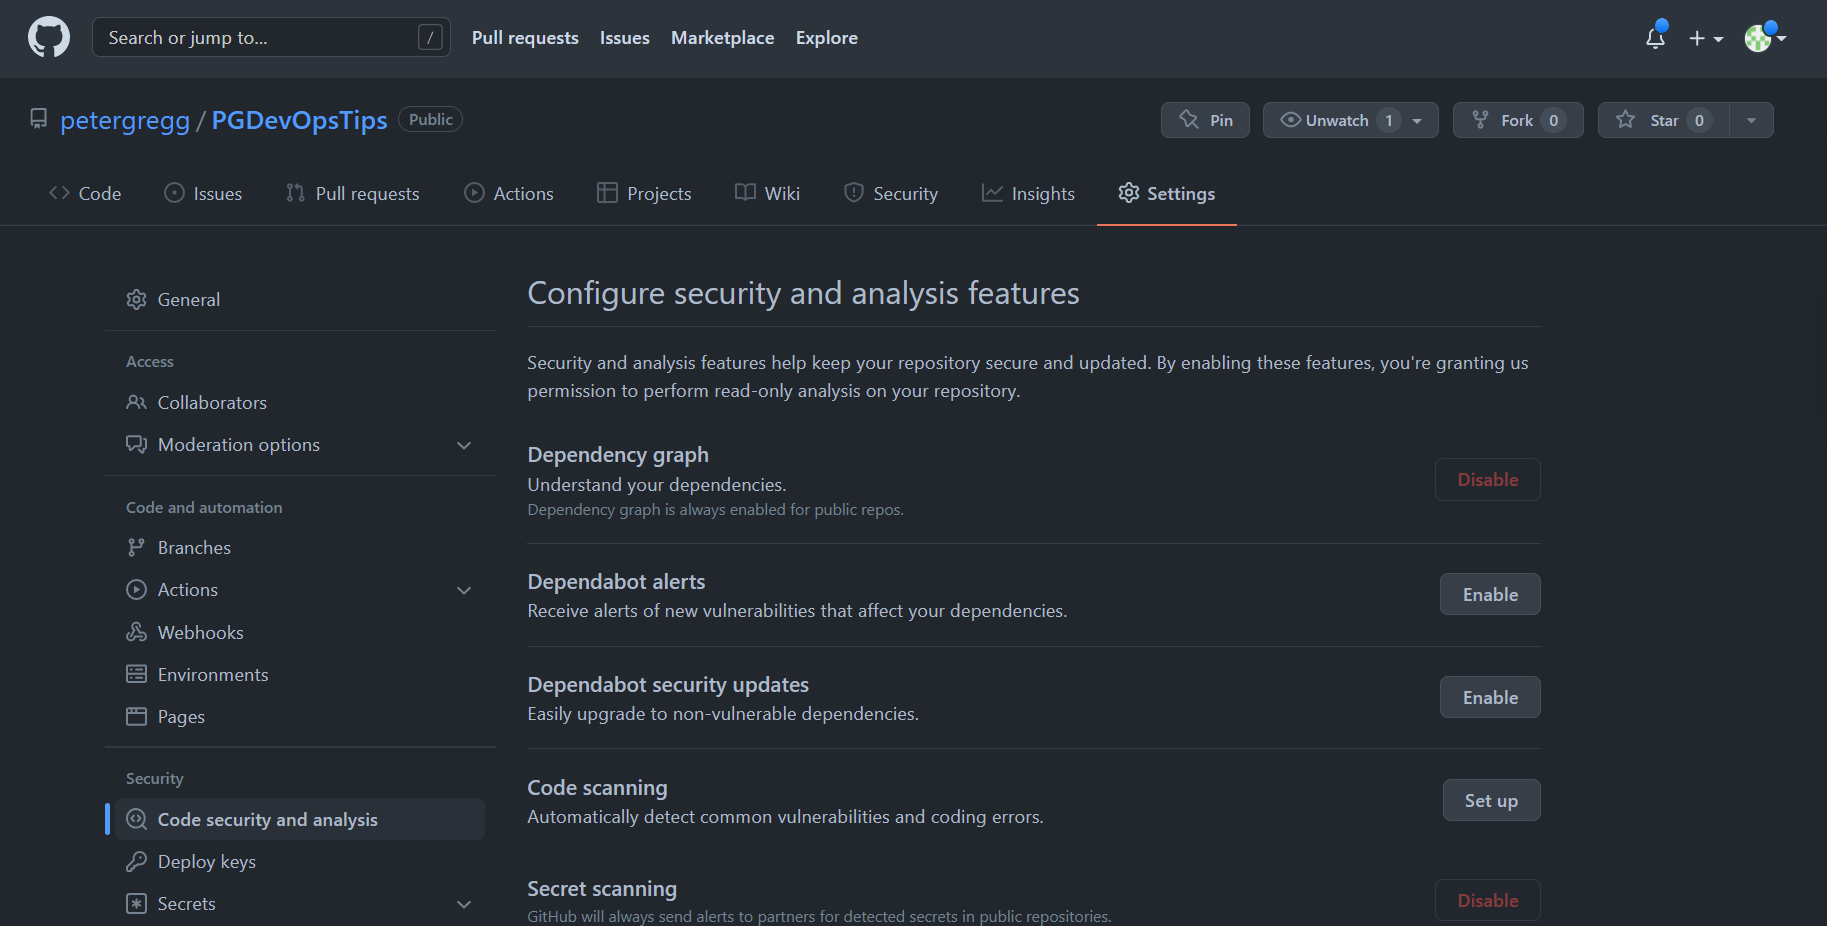 Search or jump to...
/
Pull requests
Issues
Marketplace
Explore
petergregg / PGDevOpsTips
Public
Pin
Unwatch 1
Fork 0
Star 0
Code
Issues
Pull requests
Actions
Projects
Wiki
Security
Insights
Settings
General
Access
Collaborators
Moderation options
Code and automation
Branches
Actions
Webhooks
Environments
Pages
Security
Code security and analysis
Deploy keys
Secrets
Configure security and analysis features
Security and analysis features help keep your repository secure and updated. By enabling these features, you're granting us
permission to perform read-only analysis on your repository.
Dependency graph
Understand your dependencies.
Dependency graph is always enabled for public repos.
Disable
Dependabot alerts
Receive alerts of new vulnerabilities that affect your dependencies.
Enable
Dependabot security updates
Easily upgrade to non-vulnerable dependencies.
Enable
Code scanning
Automatically detect common vulnerabilities and coding errors.
Set up
Secret scanning
GitHub will always send alerts to partners for detected secrets in public repositories.
Disable